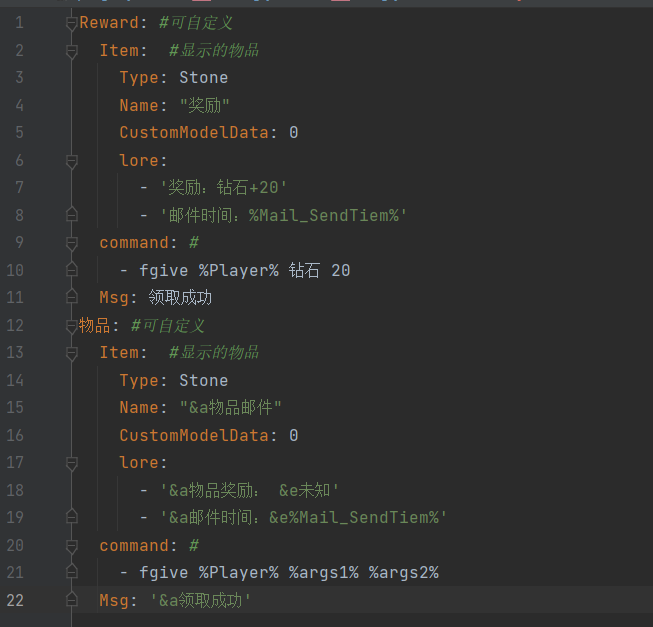 1 Reward: #可自定义
2   Item:  #显示的物品
3     Type: Stone
4     Name: "奖励"
5     CustomModelData: 0
6     lore:
7       - '奖励：钻石+20'
8       - '邮件时间：%Mail_SendTiem%'
9   command: #
10     - fgive %Player% 钻石 20
11   Msg: 领取成功
12 物品: #可自定义
13   Item:  #显示的物品
14     Type: Stone
15     Name: "&a物品邮件"
16     CustomModelData: 0
17     lore:
18       - '&a物品奖励： &e未知'
19       - '&a邮件时间：&e%Mail_SendTiem%'
20   command: #
21     - fgive %Player% %args1% %args2%
22   Msg: '&a领取成功'